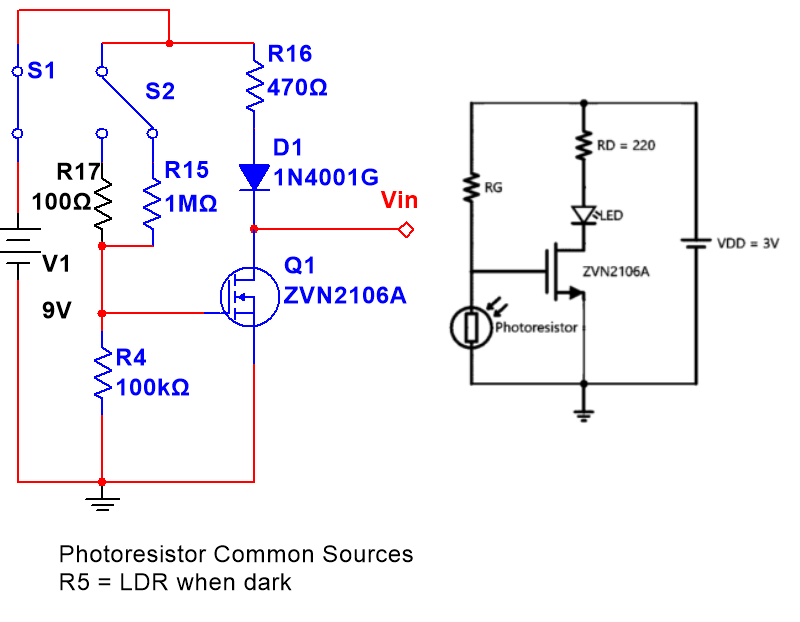 R16
470Ω
S1
S2
D1
1N4001G
R17
100Ω
R15
1MΩ
Vin
V1
9V
Q1
ZVN2106A
R4
100kΩ
RD = 220
RG
LED
ZVN2106A
VDD = 3V
Photoresistor
Photoresistor Common Sources
R5 = LDR when dark